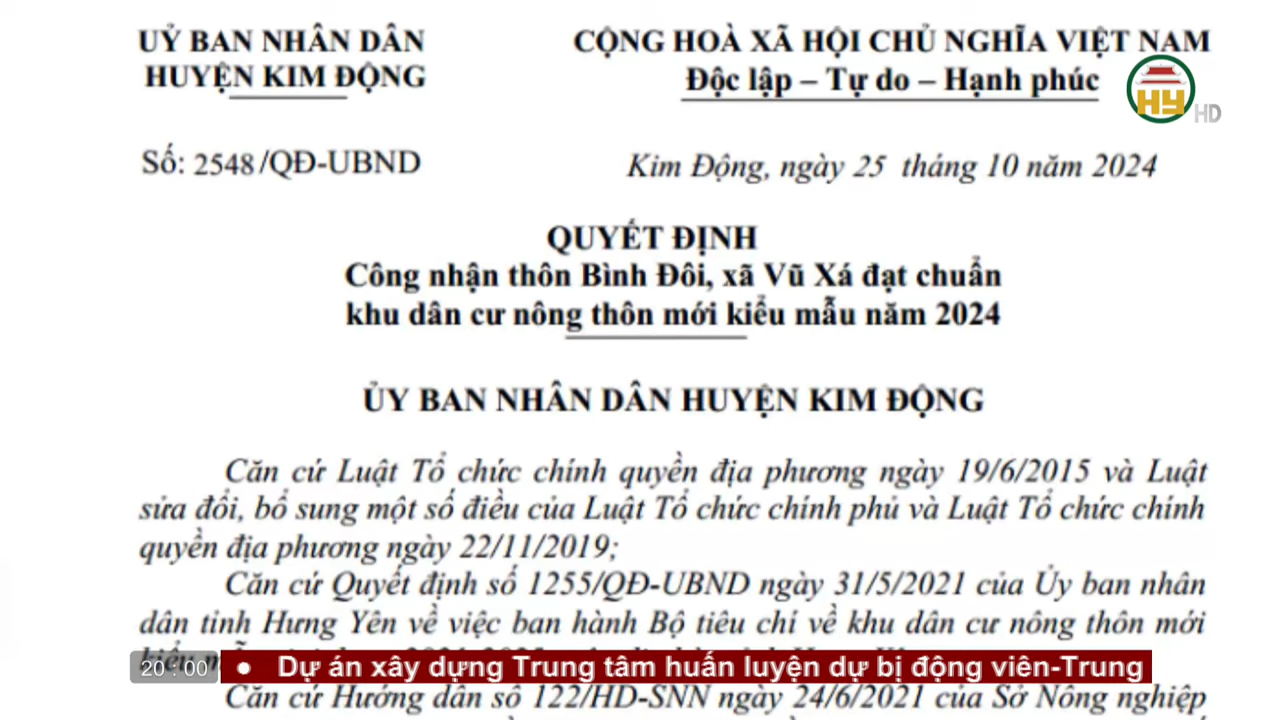 UỶ BAN NHÂN DÂN
HUYỆN KIM ĐỘNG
CỘNG HOÀ XÃ HỘI CHỦ NGHĨA VIỆT NAM
Độc lập – Tự do – Hạnh phúc
HY HD
Số: 2548/QĐ-UBND
Kim Động, ngày 25 tháng 10 năm 2024
QUYẾT ĐỊNH
Công nhận thôn Bình Đôi, xã Vũ Xá đạt chuẩn
khu dân cư nông thôn mới kiểu mẫu năm 2024
ỦY BAN NHÂN DÂN HUYỆN KIM ĐỘNG
Căn cứ Luật Tổ chức chính quyền địa phương ngày 19/6/2015 và Luật
sửa đổi, bổ sung một số điều của Luật Tổ chức chính phủ và Luật Tổ chức chính
quyền địa phương ngày 22/11/2019;
Căn cứ Quyết định số 1255/QĐ-UBND ngày 31/5/2021 của Ủy ban nhân
dân tỉnh Hưng Yên về việc ban hành Bộ tiêu chí về khu dân cư nông thôn mới
20:00 ● Dự án xây dựng Trung tâm huấn luyện dự bị động viên-Trung
Căn cứ Hướng dẫn số 122/HD-SNN ngày 24/6/2021 của Sở Nông nghiệp